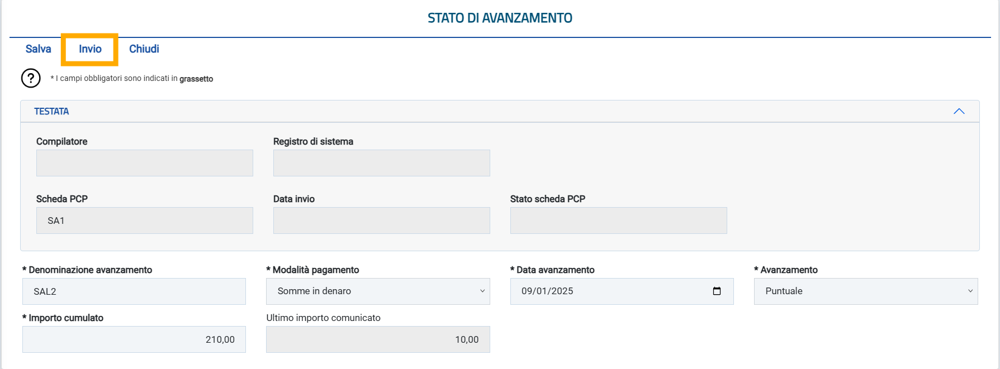 STATO DI AVANZAMENTO
Salva Invio Chiudi
? * I campi obbligatori sono indicati in grassetto
TESTATA
Compilatore Registro di sistema
Scheda PCP Data invio Stato scheda PCP
SA1
* Denominazione avanzamento * Modalità pagamento * Data avanzamento * Avanzamento
SAL2 Somme in denaro 09/01/2025 Puntuale
* Importo cumulato Ultimo importo comunicato
210,00 10,00